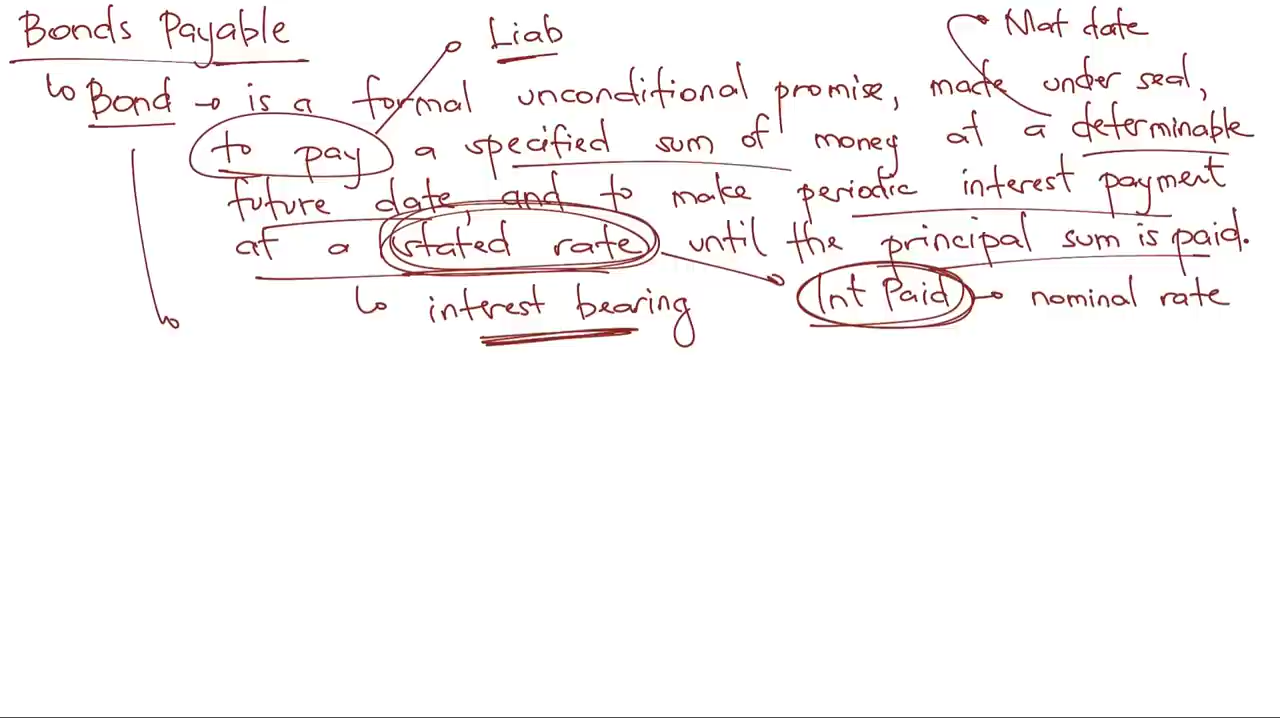 Bonds Payable
Liab
Mat date
Bond → is a formal unconditional promise, made under seal,
to pay a specified sum of money at a determinable
future date, and to make periodic interest payment
at a stated rate until the principal sum is paid.
interest bearing
Int Paid → nominal rate